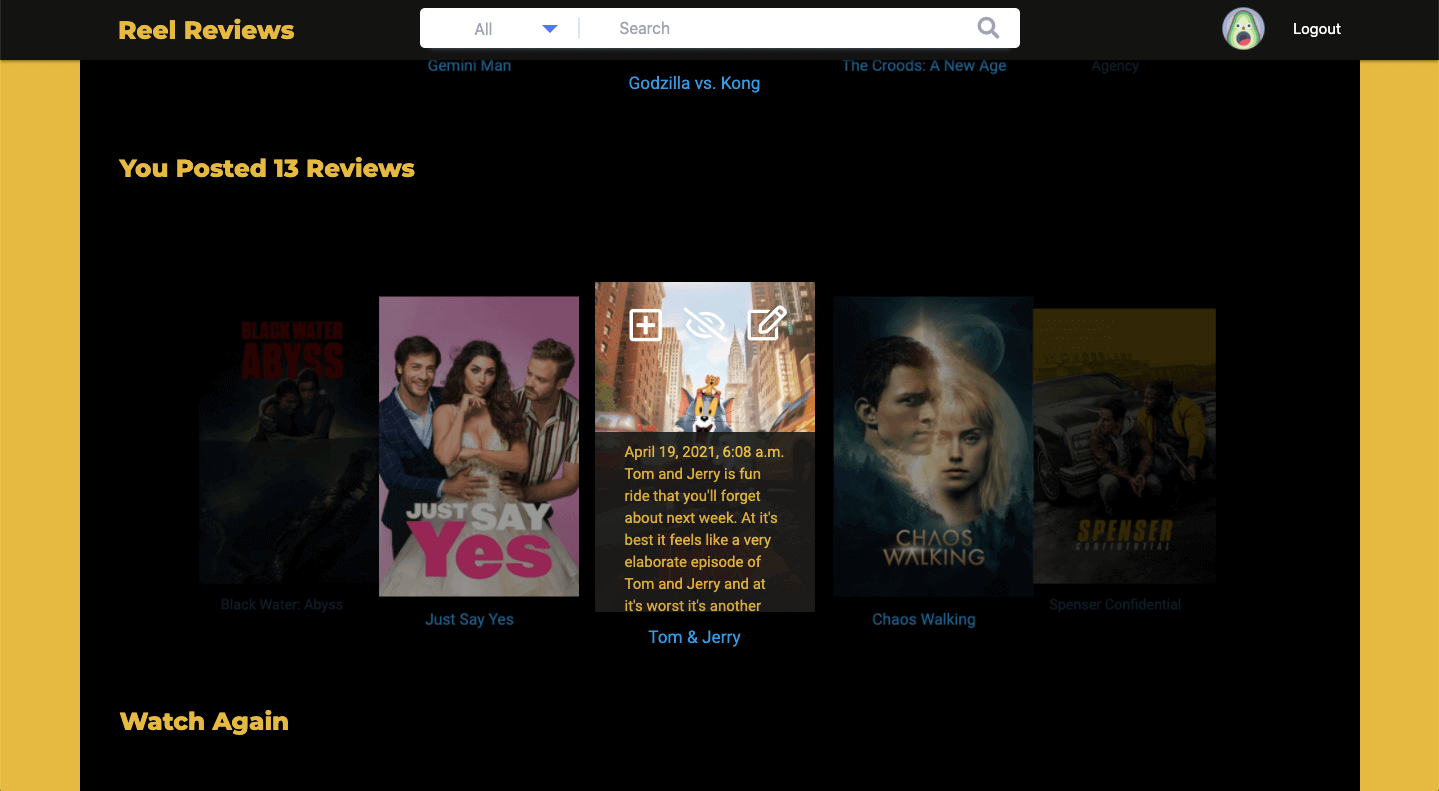 Reel Reviews
All
Search
Logout
Gemini Man
Godzilla vs. Kong
The Croods: A New Age
Agency
You Posted 13 Reviews
BLACK WATER
ABYSS
JUST SAY
Yes
April 19, 2021, 6:08 a.m.
Tom and Jerry is fun
ride that you'll forget
about next week. At it's
best it feels like a very
elaborate episode of
Tom and Jerry and at
it's worst it's another
CHAOS
WALKING
SPENSER
CONFIDENTIAL
Black Water: Abyss
Just Say Yes
Tom & Jerry
Chaos Walking
Spenser Confidential
Watch Again